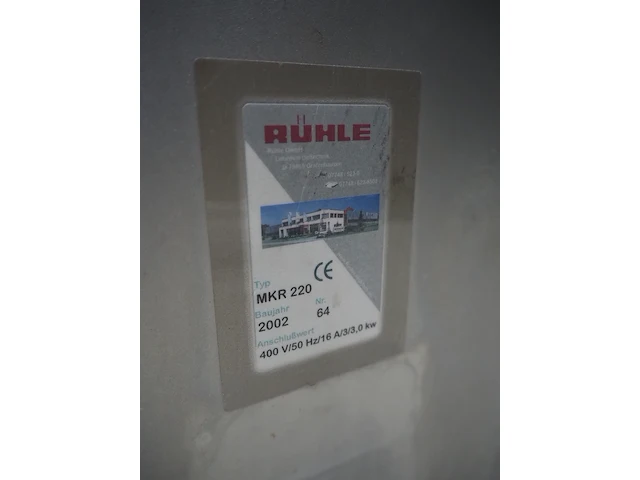 RÜHLE
Typ
MKR 220
CE
Baujahr
Nr.
2002
64
Anschlußwert
400 V/50 Hz/16 A/3/3,0 kw